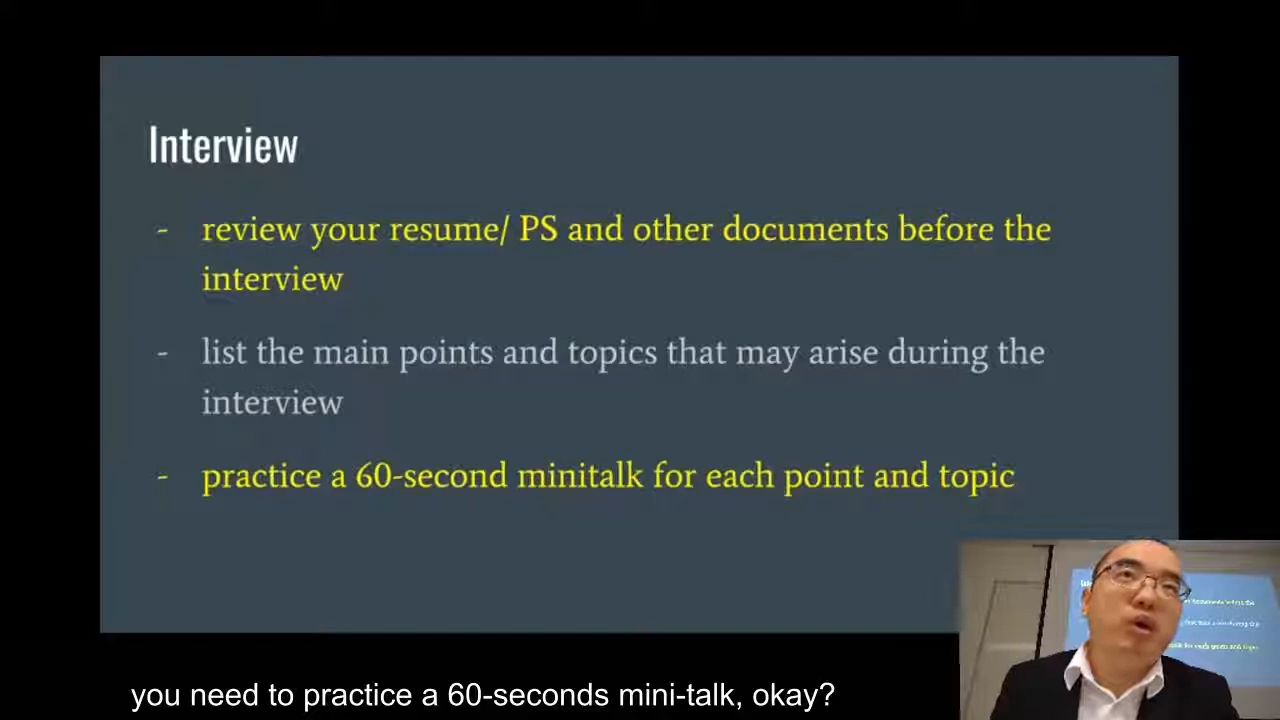 Interview
- review your resume/ PS and other documents before the
interview
- list the main points and topics that may arise during the
interview
- practice a 60-second minitalk for each point and topic
you need to practice a 60-seconds mini-talk, okay?